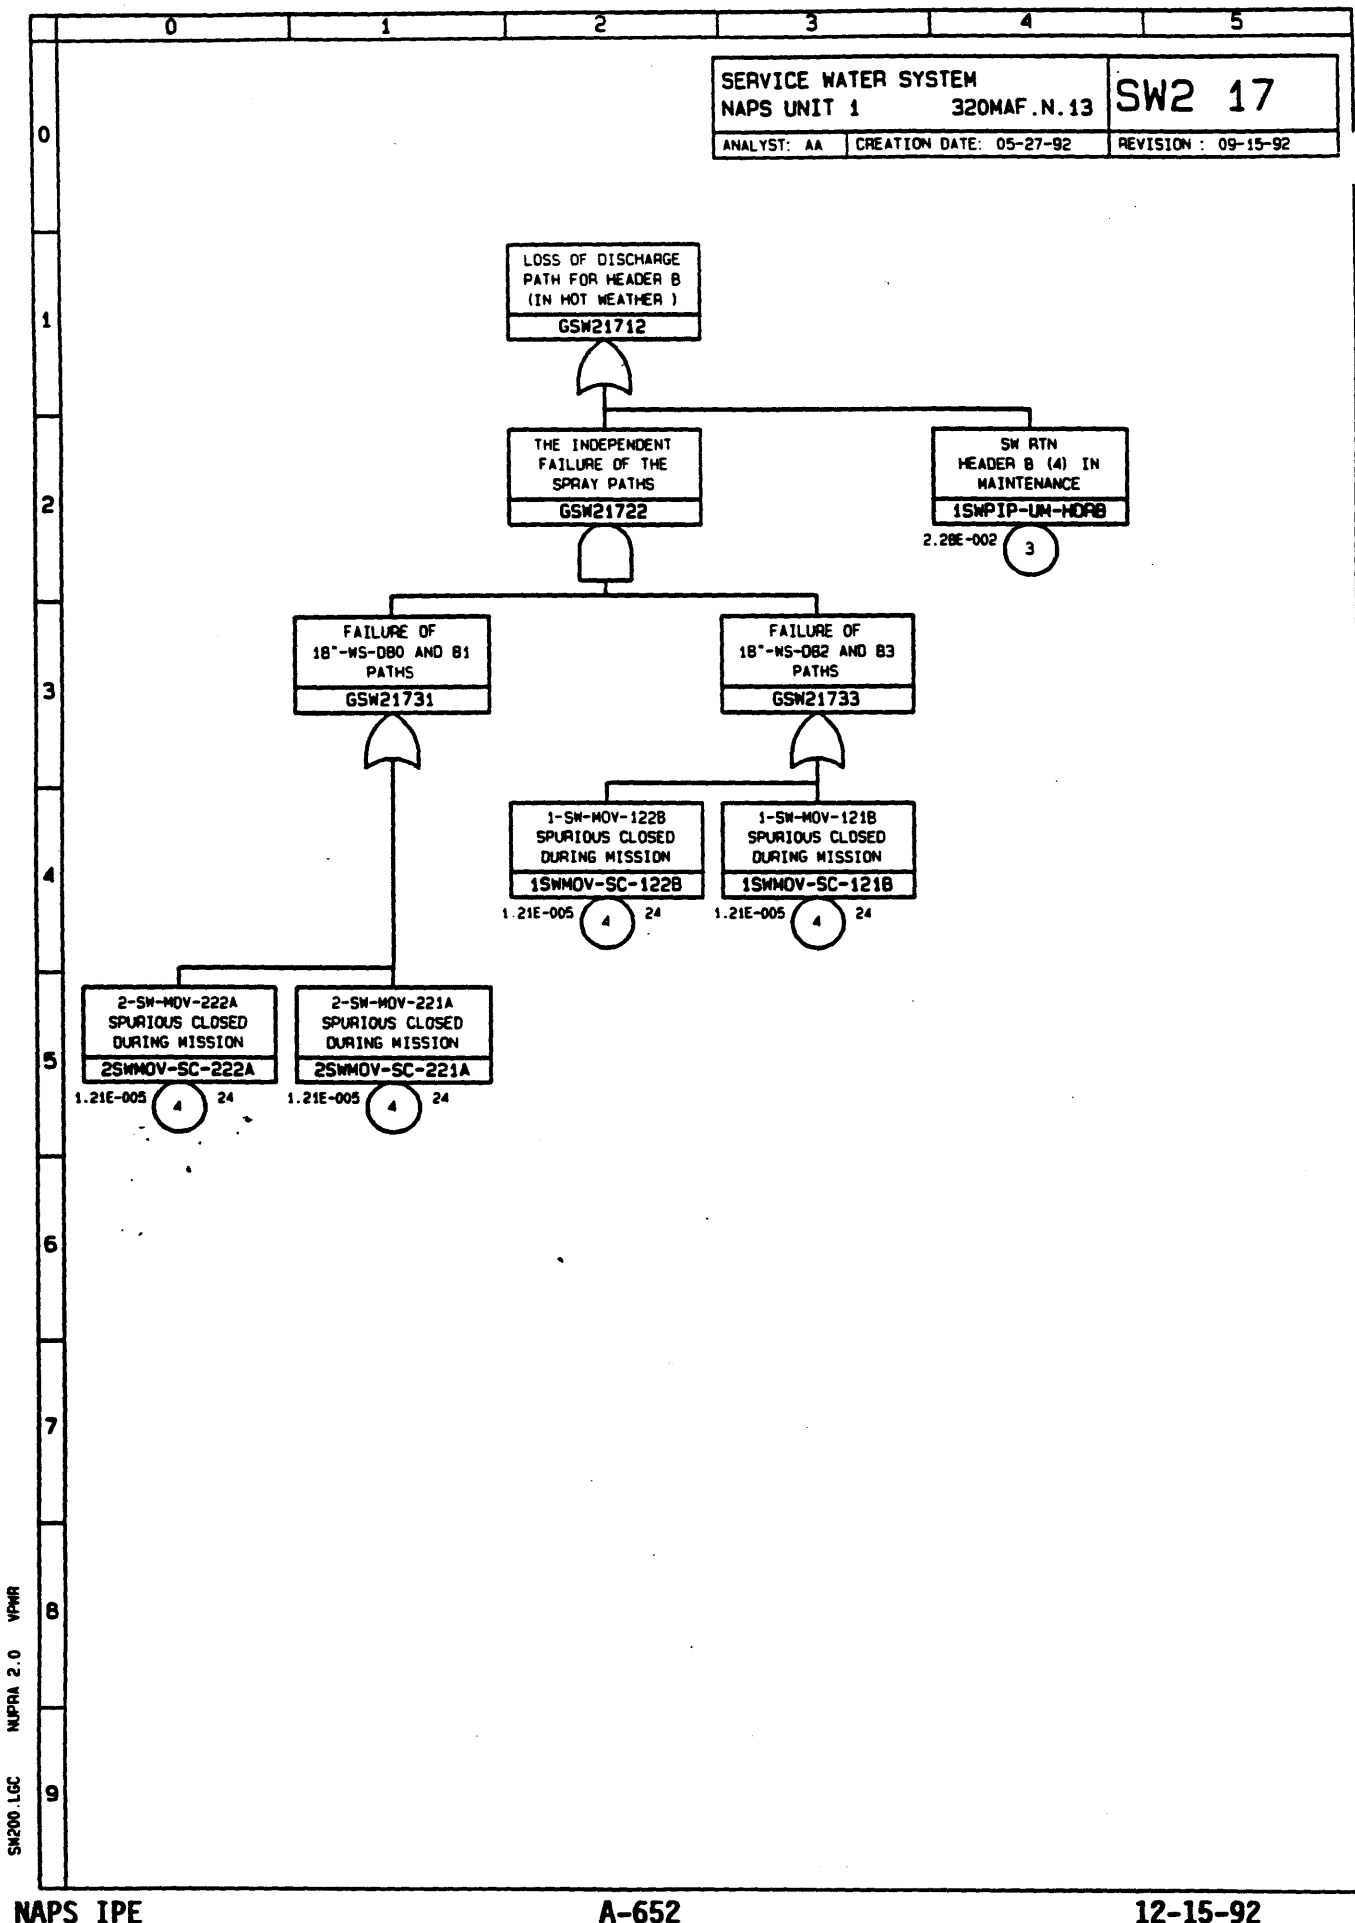 0 1 2 3 4 5
SERVICE WATER SYSTEM
NAPS UNIT 1 320MAF.N.13
SW2 17
ANALYST: AA CREATION DATE: 05-27-92 REVISION : 09-15-92
0
LOSS OF DISCHARGE
PATH FOR HEADER B
(IN HOT WEATHER )
GSW21712
1
THE INDEPENDENT
FAILURE OF THE
SPRAY PATHS
GSW21722
SW RTN
HEADER B (4) IN
MAINTENANCE
1SWPIP-UM-HDRB
2.28E-002 3
2
FAILURE OF
18"-WS-DB0 AND B1
PATHS
GSW21731
FAILURE OF
18"-WS-DB2 AND B3
PATHS
GSW21733
3
1-SW-MOV-122B
SPURIOUS CLOSED
DURING MISSION
1SWMOV-SC-122B
1.21E-005 4 24
1-SW-MOV-121B
SPURIOUS CLOSED
DURING MISSION
1SWMOV-SC-121B
1.21E-005 4 24
4
2-SW-MOV-222A
SPURIOUS CLOSED
DURING MISSION
2SWMOV-SC-222A
1.21E-005 4 24
2-SW-MOV-221A
SPURIOUS CLOSED
DURING MISSION
2SWMOV-SC-221A
1.21E-005 4 24
5
6
7
8
9
SW200.LGC NUPRA 2.0 VPWR
NAPS IPE A-652 12-15-92